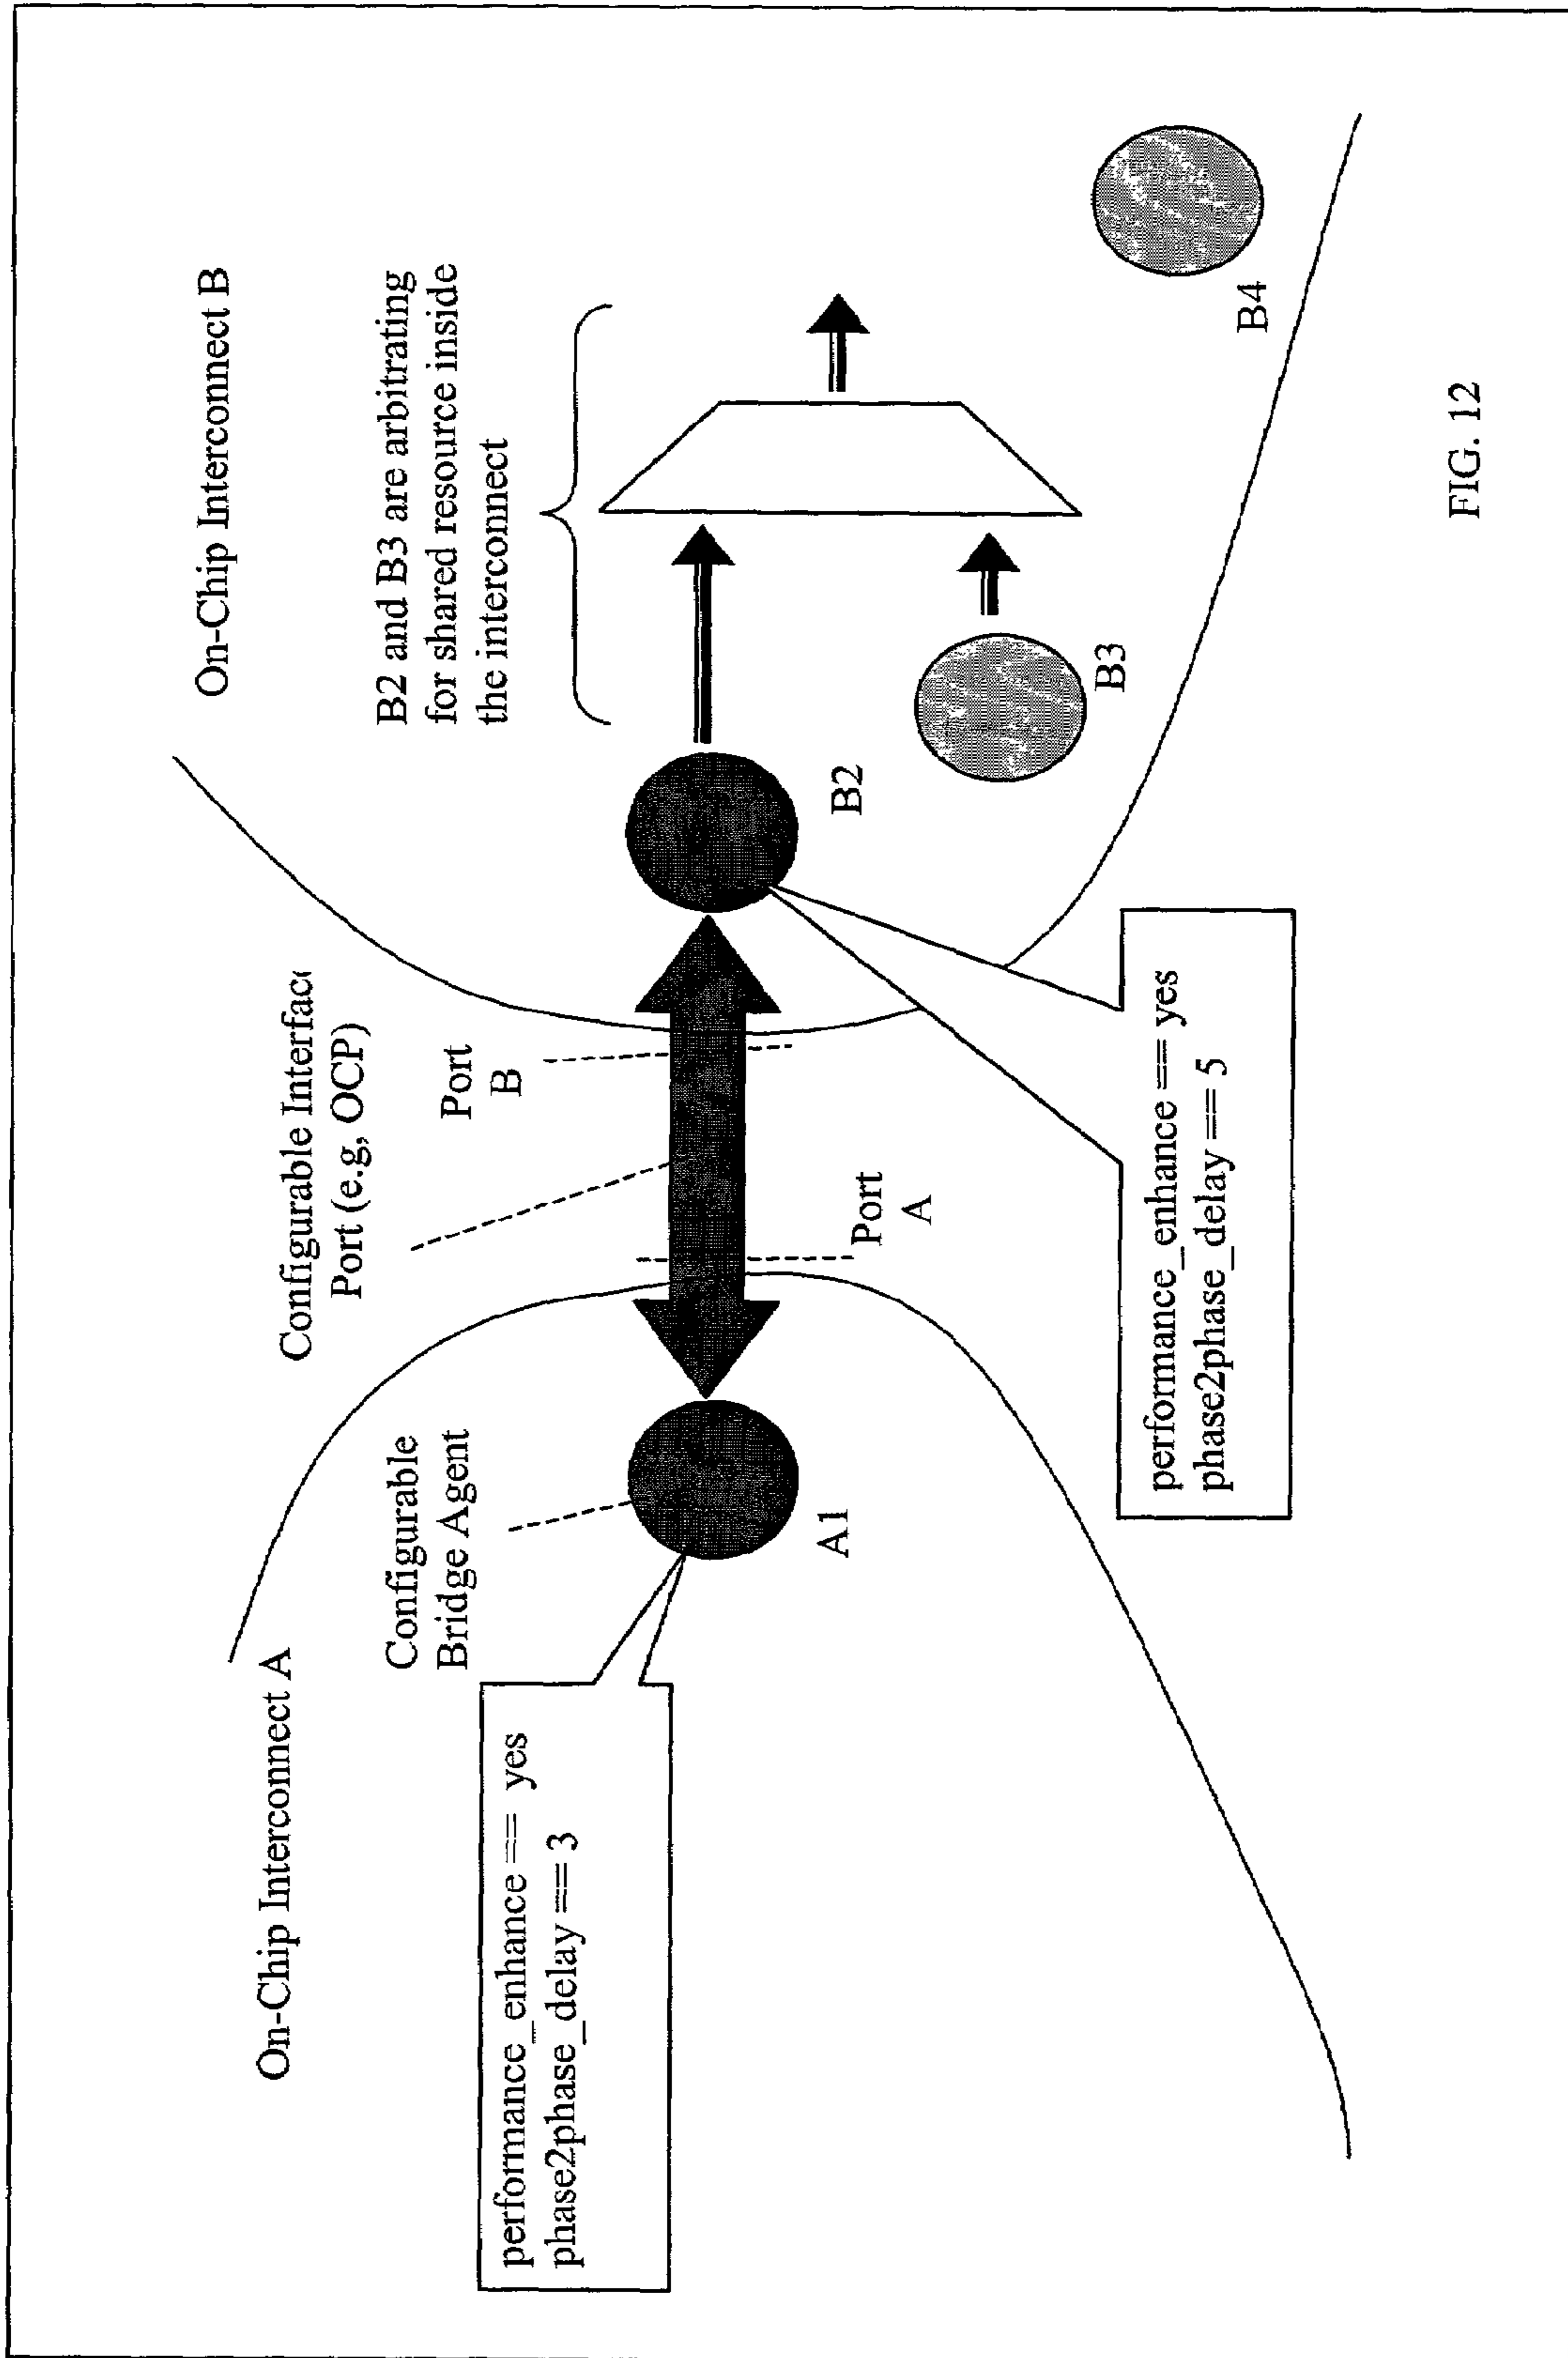 On-Chip Interconnect A
On-Chip Interconnect B
Configurable Interfac
Port (e.g, OCP)
B2 and B3 are arbitrating
for shared resource inside
the interconnect
Configurable
Bridge Agent
Port
B
performance_enhance == yes
phase2phase_delay == 3
A1
Port
A
B2
B3
B4
performance_enhance == yes
phase2phase_delay == 5
FIG. 12